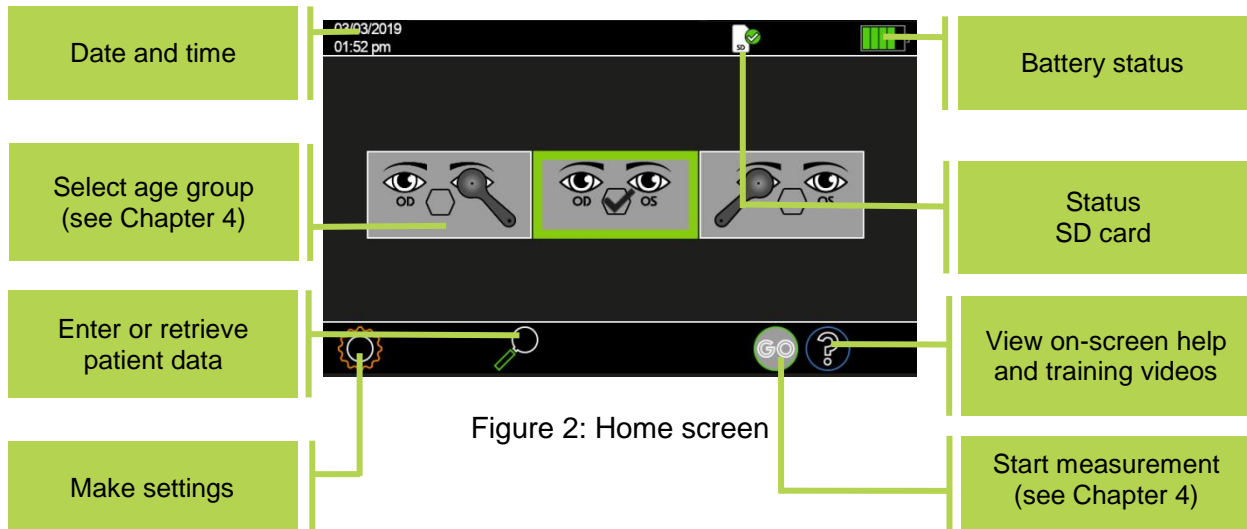 Date and time
03/03/2019
01:52 pm
SD
Battery status
Select age group
(see Chapter 4)
OD
OD OS
OS
Status
SD card
Enter or retrieve
patient data
GO
?
View on-screen help
and training videos
Figure 2: Home screen
Make settings
Start measurement
(see Chapter 4)